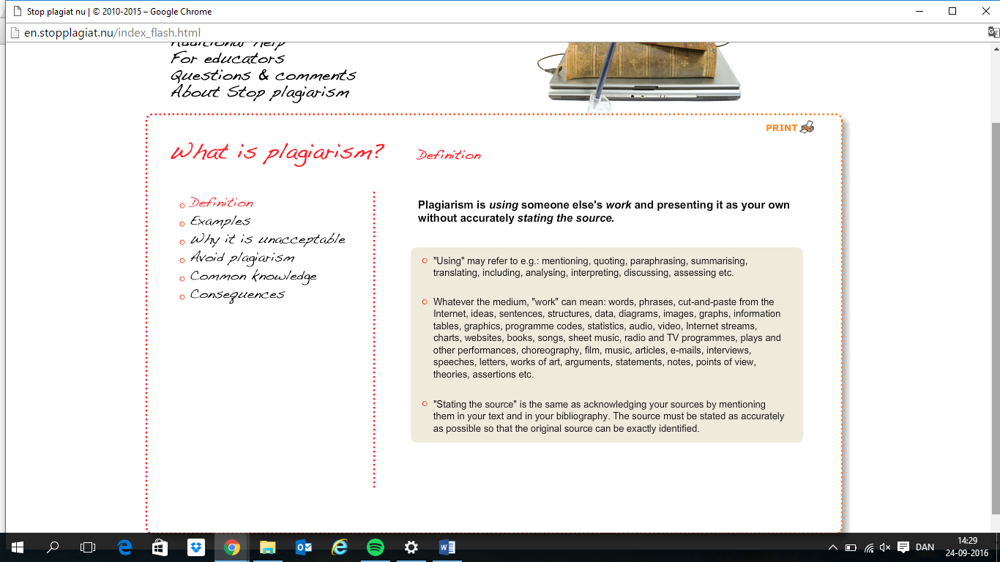 Stop plagiat nu | © 2010-2015 – Google Chrome
en.stopplagiat.nu/index_flash.html
Additional help
For educators
Questions & comments
About Stop plagiarism
PRINT
What is plagiarism?
Definition
Definition
Examples
Why it is unacceptable
Avoid plagiarism
Common knowledge
Consequences
Plagiarism is using someone else's work and presenting it as your own
without accurately stating the source.
"Using" may refer to e.g.: mentioning, quoting, paraphrasing, summarising,
translating, including, analysing, interpreting, discussing, assessing etc.
Whatever the medium, "work" can mean: words, phrases, cut-and-paste from the
Internet, ideas, sentences, structures, data, diagrams, images, graphs, information
tables, graphics, programme codes, statistics, audio, video, Internet streams,
charts, websites, books, songs, sheet music, radio and TV programmes, plays and
other performances, choreography, film, music, articles, e-mails, interviews,
speeches, letters, works of art, arguments, statements, notes, points of view,
theories, assertions etc.
"Stating the source" is the same as acknowledging your sources by mentioning
them in your text and in your bibliography. The source must be stated as accurately
as possible so that the original source can be exactly identified.
DAN
14:29
24-09-2016